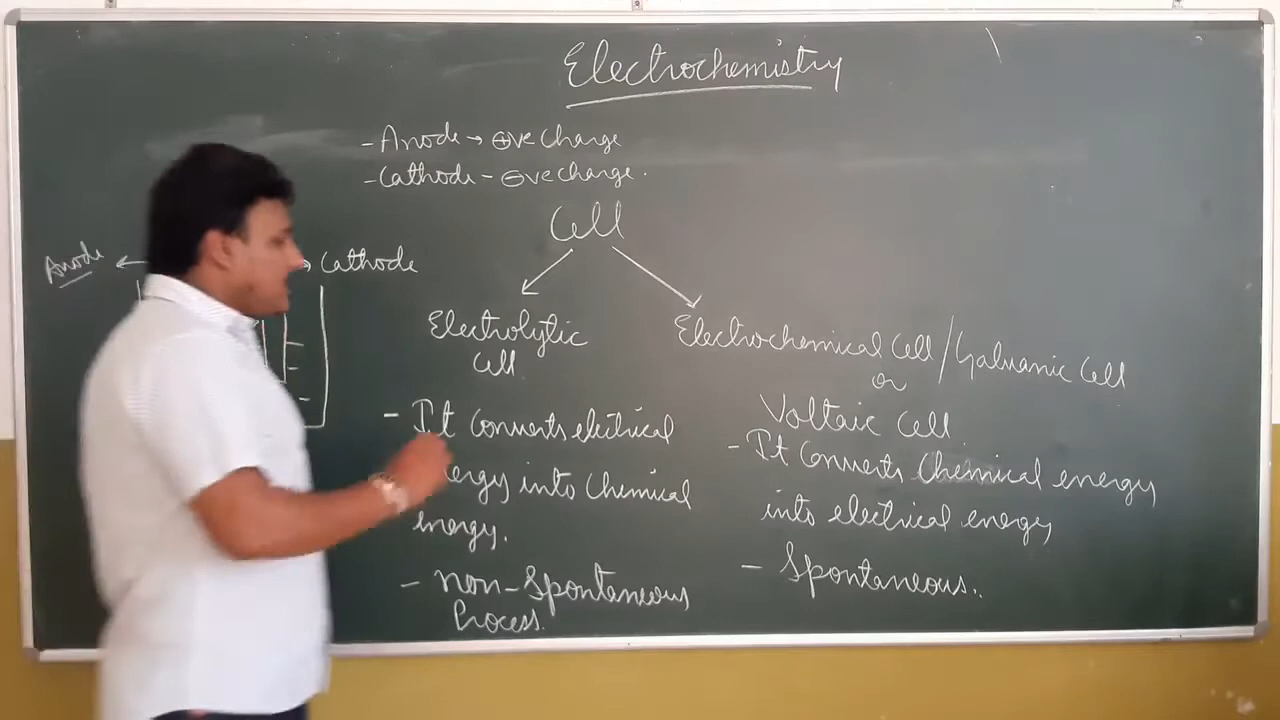 Electrochemistry
- Anode → ⊕ve charge
- Cathode - ⊖ve charge.
Cell
Anode ←
→ Cathode
Electrolytic
Cell
Electrochemical Cell / Galvanic Cell
or
Voltaic Cell.
- It Converts electrical
energy into Chemical
energy.
- Non-Spontaneous
Process.
- It Converts Chemical energy
into electrical energy
- Spontaneous..